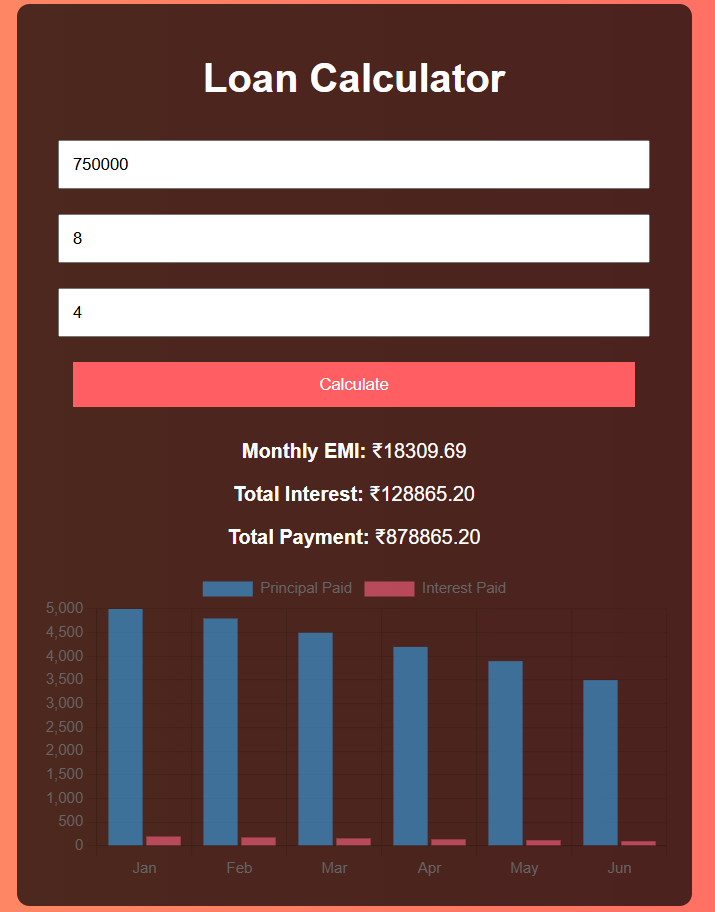 Loan Calculator
750000
8
4
Calculate
Monthly EMI: ₹18309.69
Total Interest: ₹128865.20
Total Payment: ₹878865.20
Principal Paid Interest Paid
5,000
4,500
4,000
3,500
3,000
2,500
2,000
1,500
1,000
500
0
Jan Feb Mar Apr May Jun